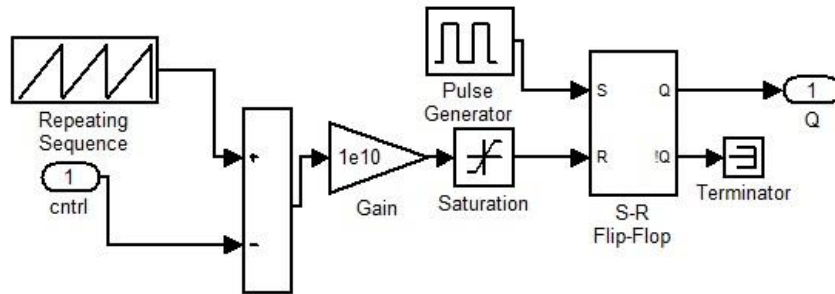 Repeating
Sequence
1
cntrl
+
−
1e10
Gain
Pulse
Generator
Saturation
S
Q
R
!Q
S-R
Flip-Flop
1
Q
Terminator